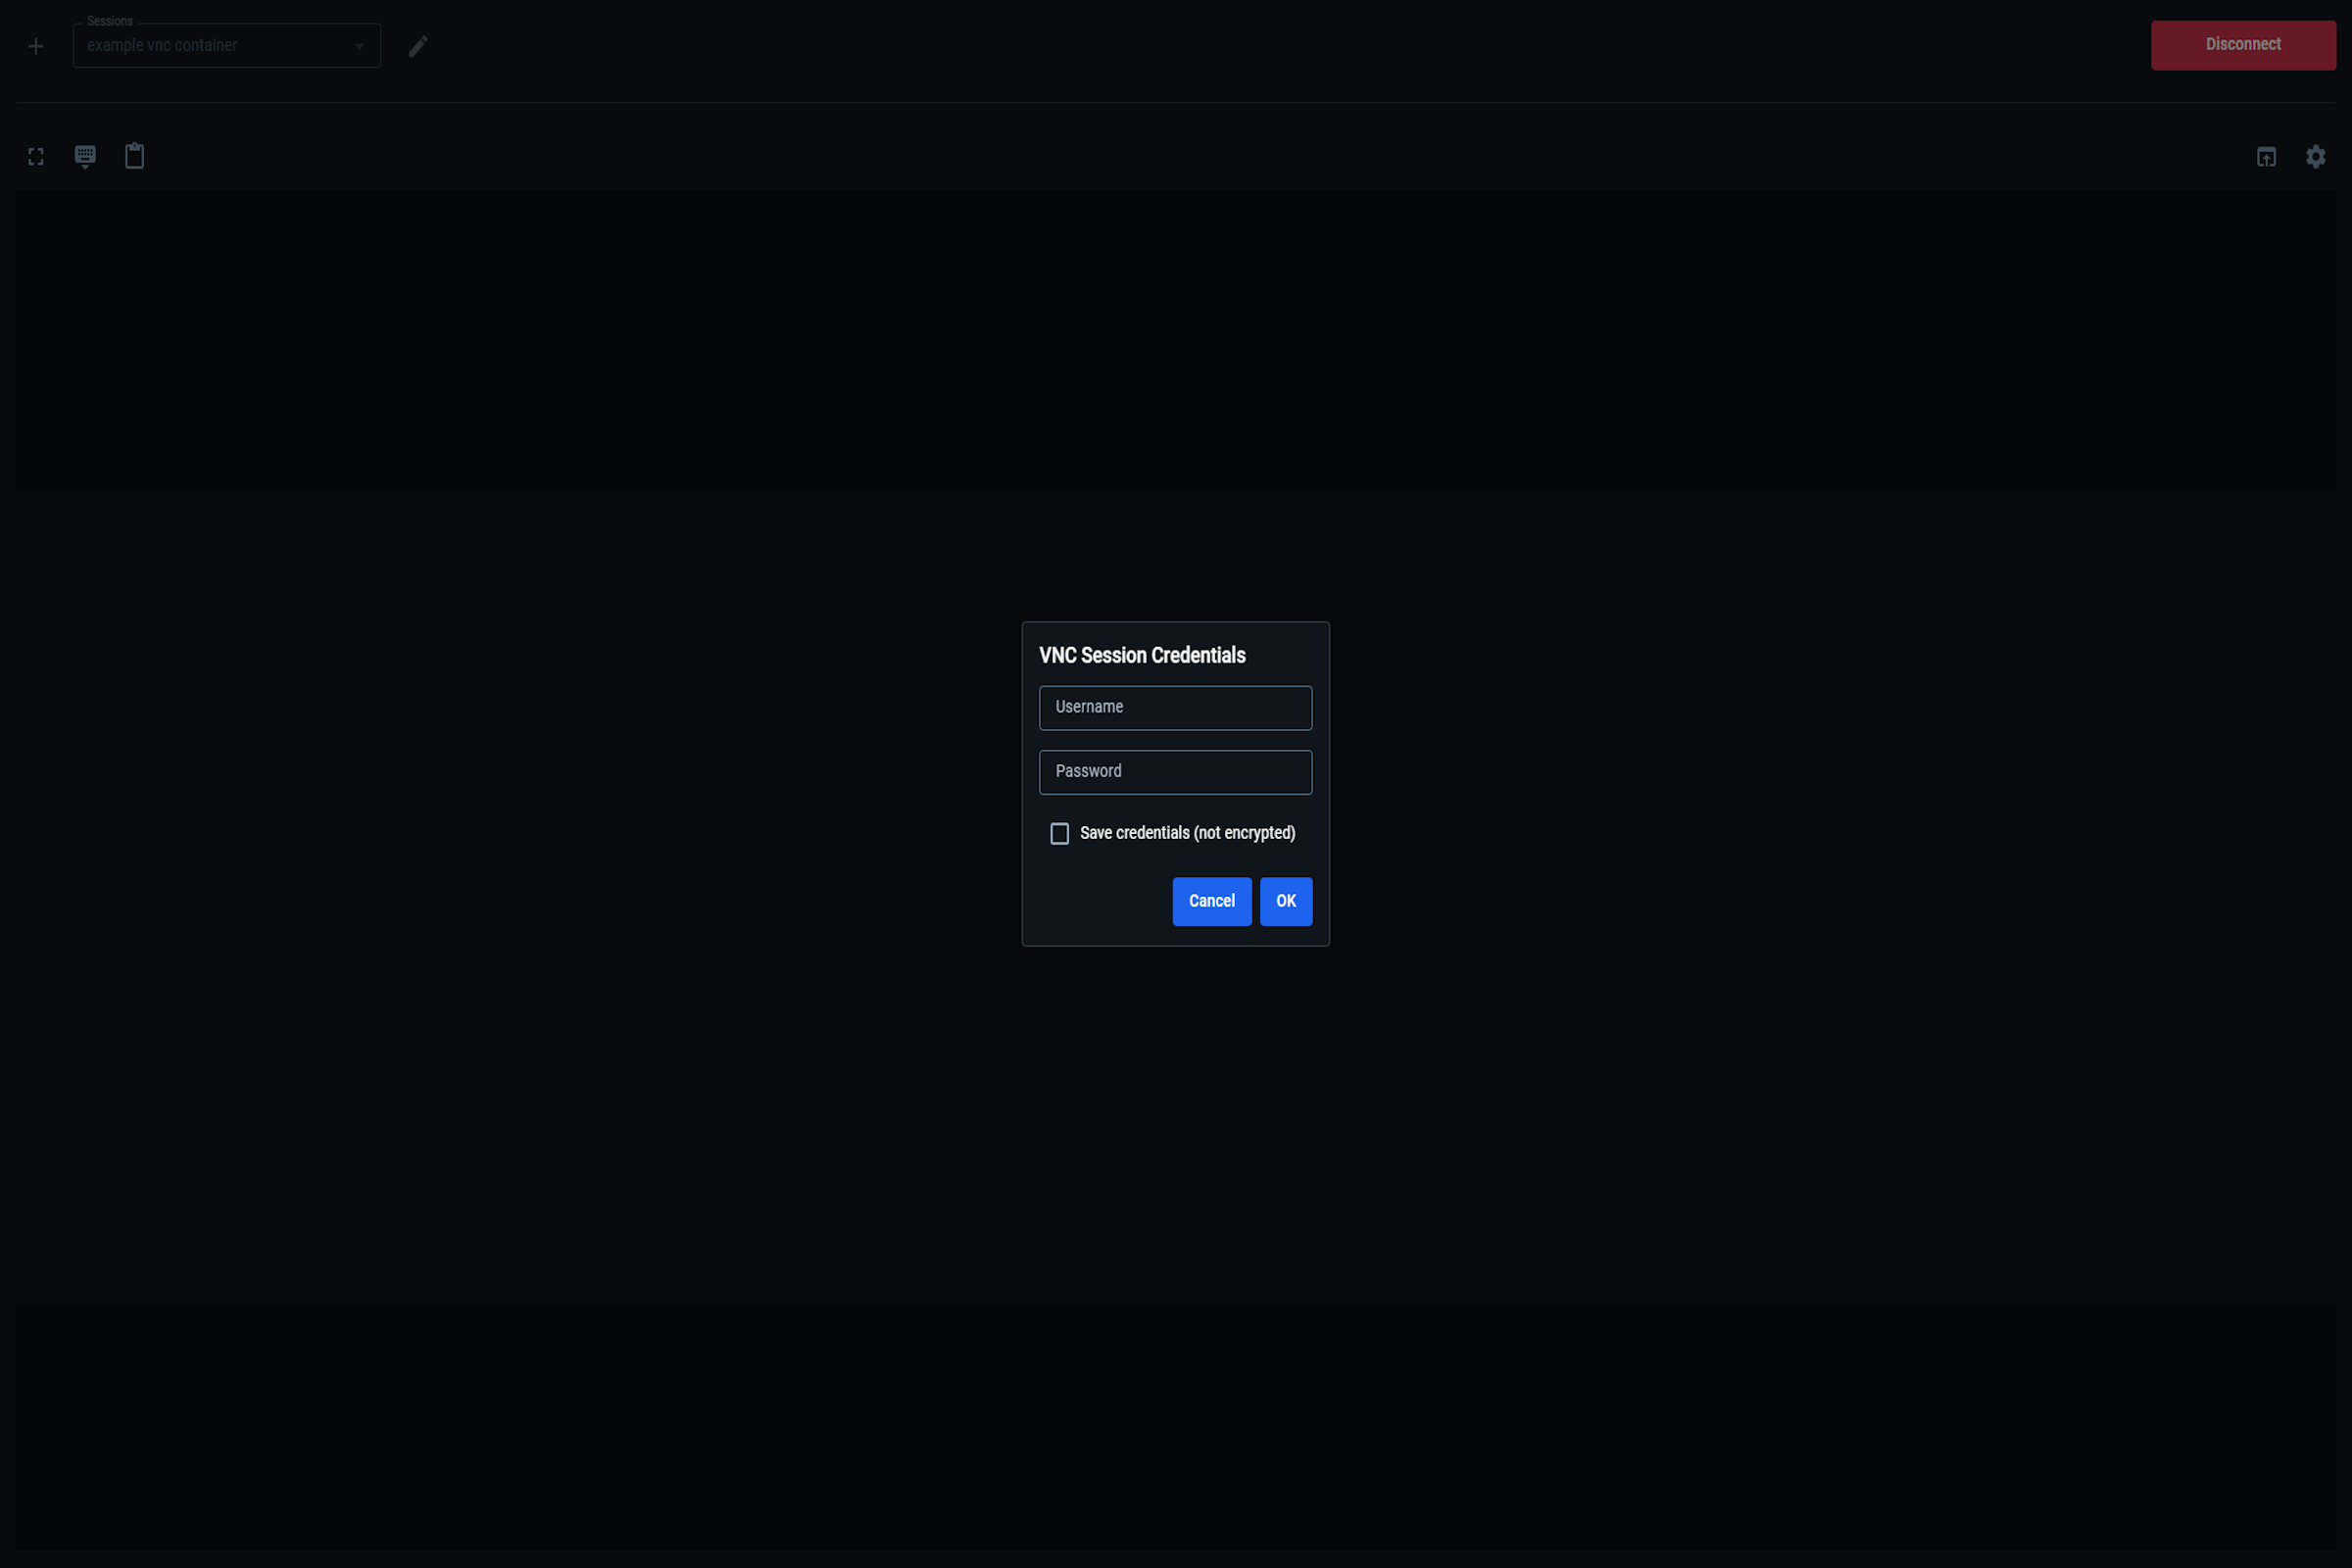 Sessions
example vnc container
Disconnect
VNC Session Credentials
Username
Password
Save credentials (not encrypted)
Cancel
OK